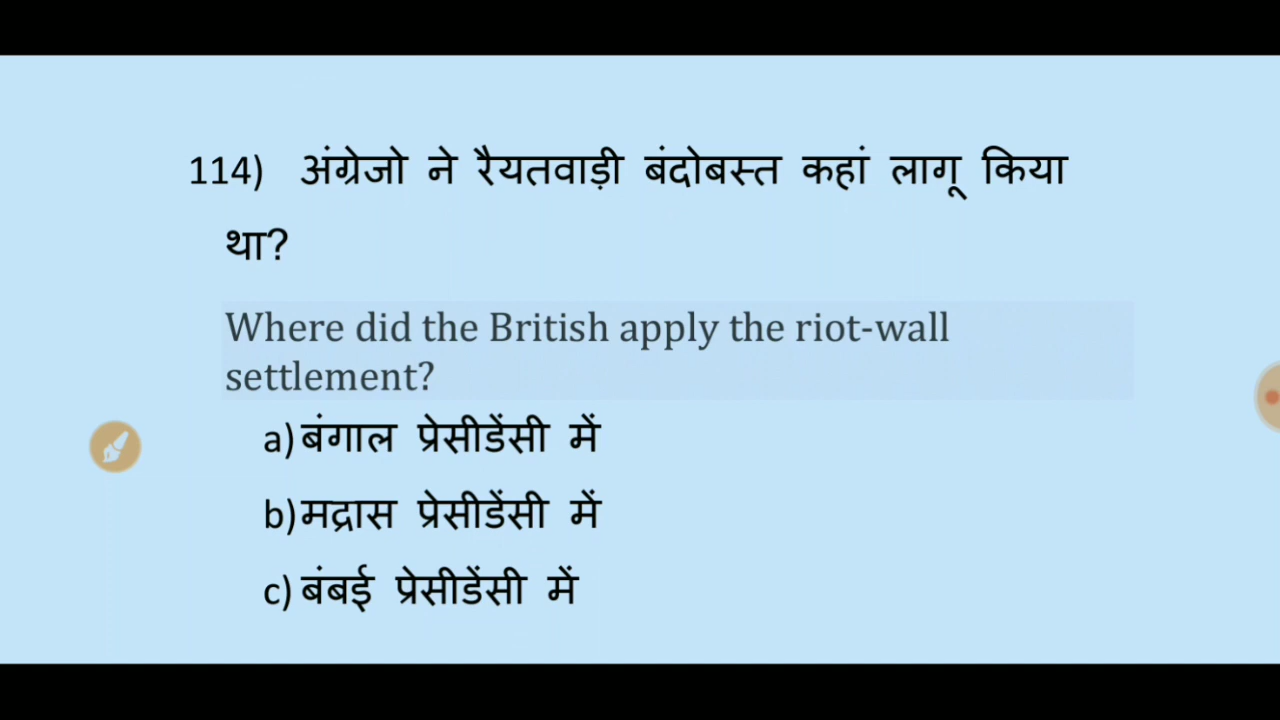 114) अंग्रेजो ने रैयतवाड़ी बंदोबस्त कहां लागू किया
था?
Where did the British apply the riot-wall
settlement?
a) बंगाल प्रेसीडेंसी में
b) मद्रास प्रेसीडेंसी में
c) बंबई प्रेसीडेंसी में